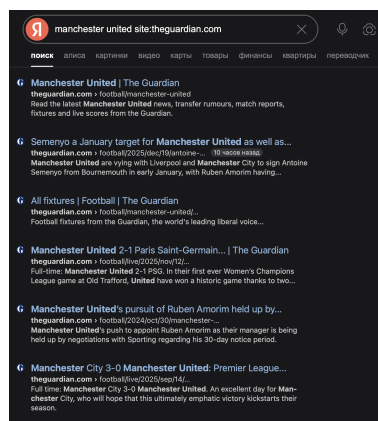 Я manchester united site:theguardian.com
поиск алиса картинки видео карты товары финансы квартиры переводчик
Manchester United | The Guardian
theguardian.com › football/manchester-united
Read the latest Manchester United news, transfer rumours, match reports,
fixtures and live scores from the Guardian.
Semenyo a January target for Manchester United as well as...
theguardian.com › football/2025/dec/19/antoine-... 10 часов назад
Manchester United are vying with Liverpool and Manchester City to sign Antoine
Semenyo from Bournemouth in early January, with Ruben Amorim having...
All fixtures | Football | The Guardian
theguardian.com › football/manchester-united/...
Football fixtures from the Guardian, the world's leading liberal voice...
Manchester United 2-1 Paris Saint-Germain... | The Guardian
theguardian.com › football/live/2025/nov/12/...
Full-time: Manchester United 2-1 PSG. In their first ever Women's Champions
League game at Old Trafford, United have won a historic game thanks to two...
Manchester United's pursuit of Ruben Amorim held up by...
theguardian.com › football/2024/oct/30/manchester-...
Manchester United's push to appoint Ruben Amorim as their manager is being
held up by negotiations with Sporting regarding his 30-day notice period.
Manchester City 3-0 Manchester United: Premier League...
theguardian.com › football/live/2025/sep/14/...
Full time: Manchester City 3-0 Manchester United. An excellent day for Man-
chester City, who will hope that this ultimately emphatic victory kickstarts their
season.